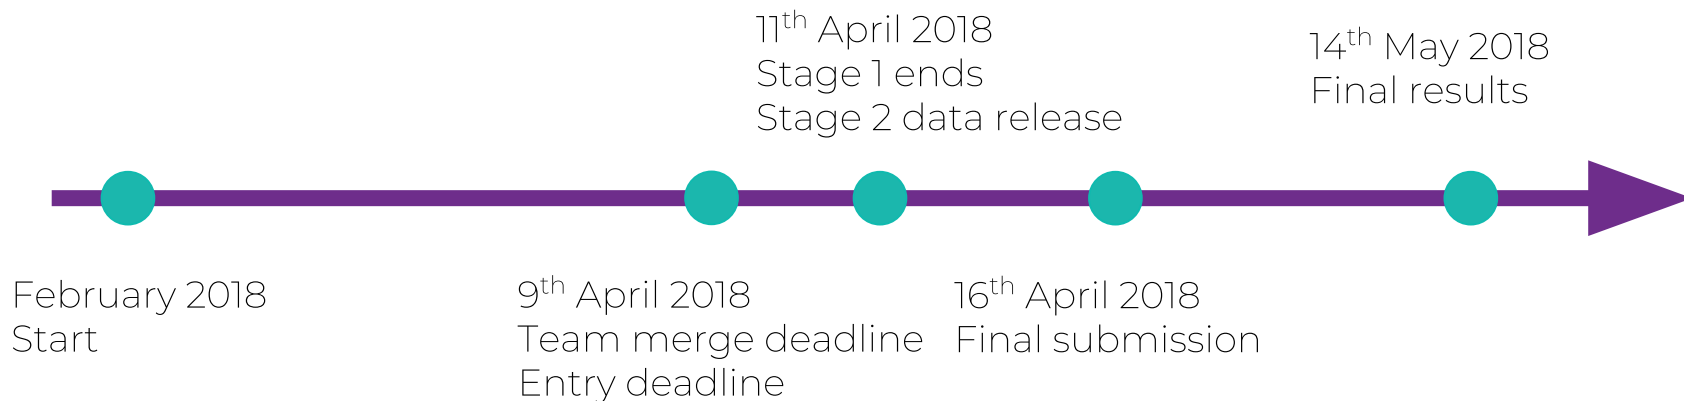 11th April 2018
Stage 1 ends
Stage 2 data release
14th May 2018
Final results
February 2018
Start
9th April 2018
Team merge deadline
Entry deadline
16th April 2018
Final submission